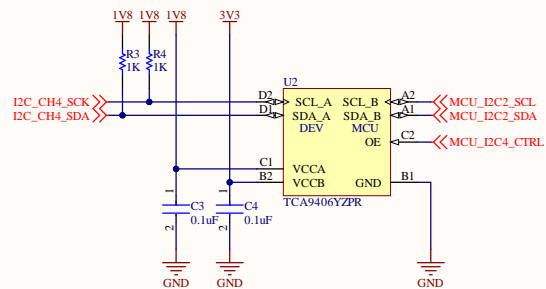 1V8 1V8 1V8 3V3
R3 R4
1K 1K
U2
I2C_CH4_SCK D2 SCL_A SCL_B A2 MCU_I2C2_SCL
I2C_CH4_SDA D1 SDA_A SDA_B A1 MCU_I2C2_SDA
DEV MCU
OE C2 MCU_I2C4_CTRL
C1 VCCA
B2 VCCB GND B1
1 1
TCA9406YZPR
C3 C4
0.1uF 0.1uF
2 2
GND GND GND